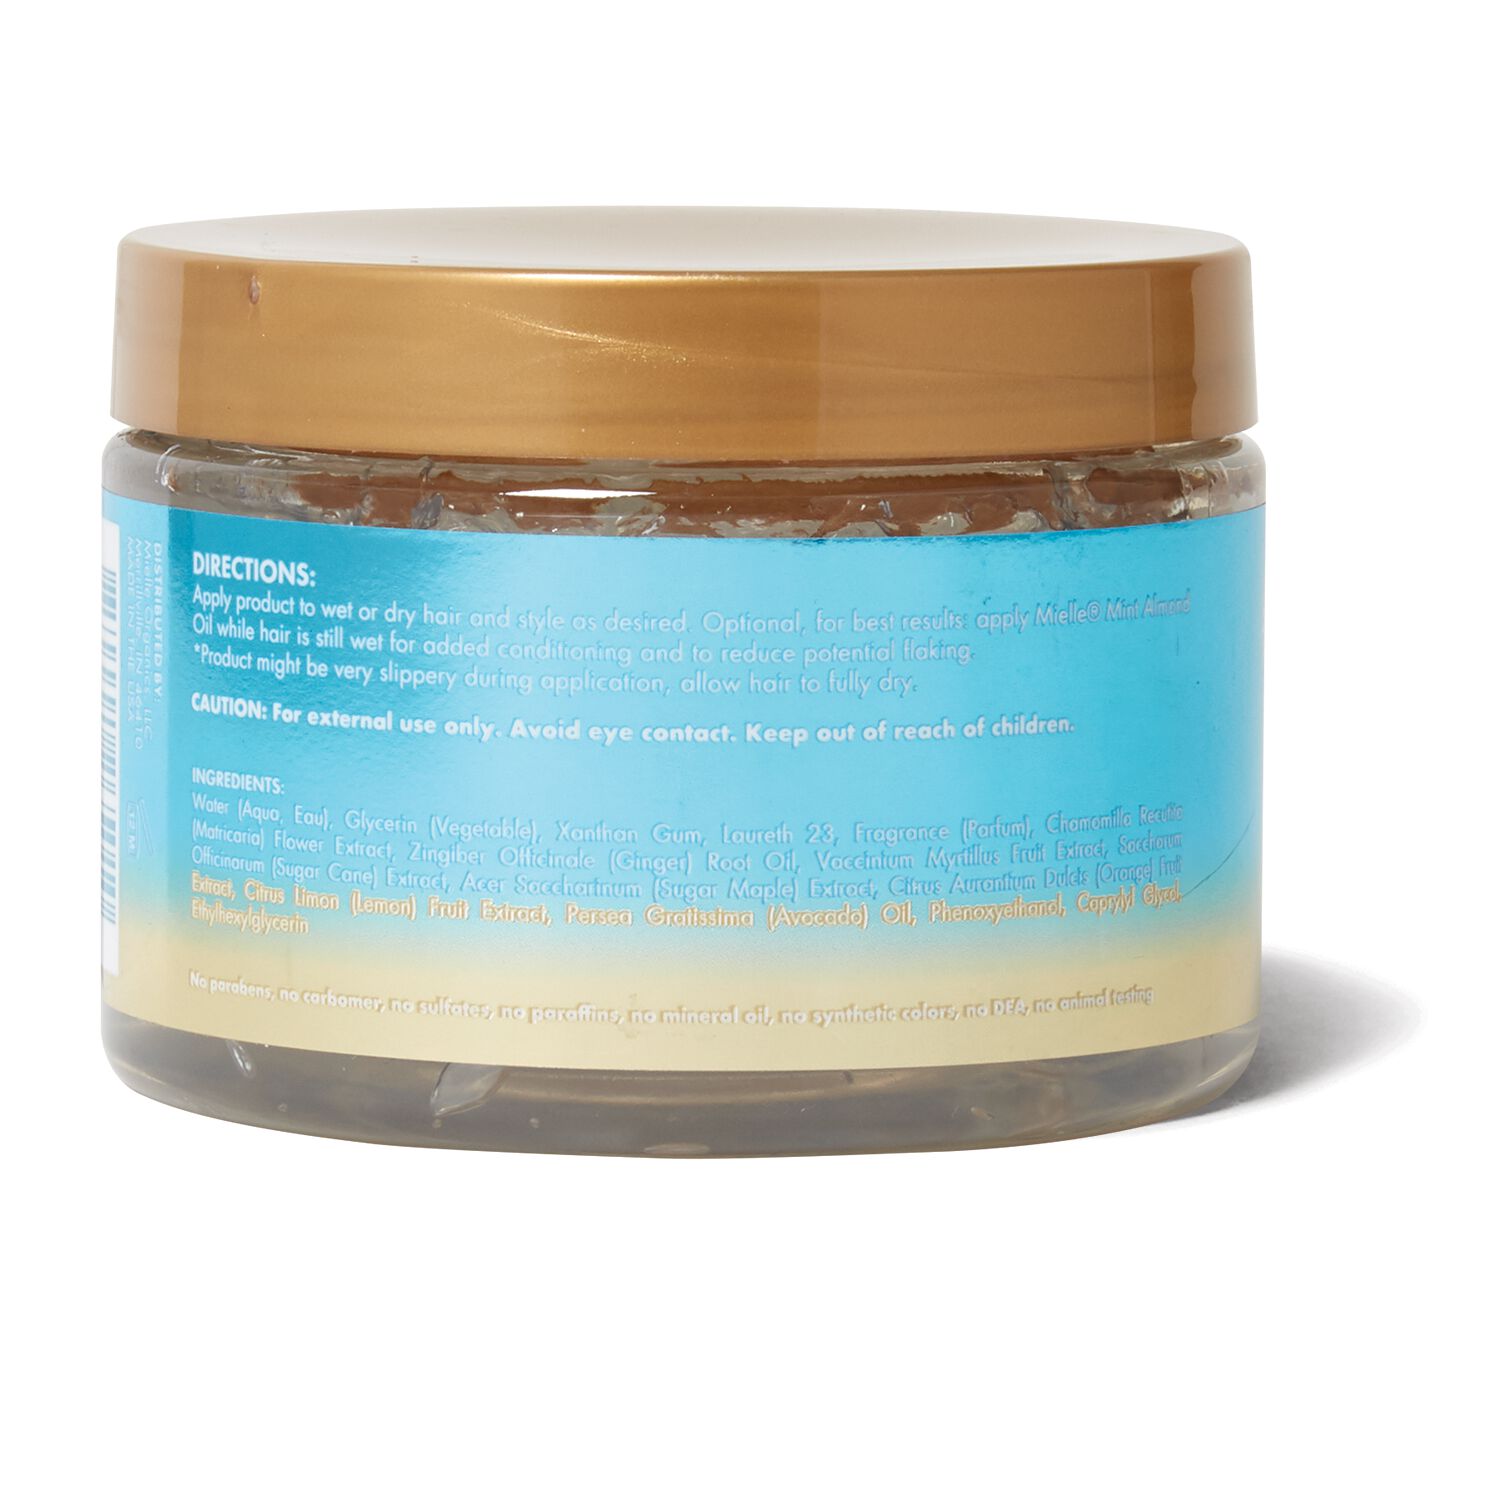 DIRECTIONS:
Apply product to wet or dry hair and style as desired. Optional, for best results: apply Mielle® Mint Almond
Oil while hair is still wet for added conditioning and to reduce potential flaking.
*Product might be very slippery during application, allow hair to fully dry.
CAUTION: For external use only. Avoid eye contact. Keep out of reach of children.
INGREDIENTS:
Water (Aqua, Eau), Glycerin (Vegetable), Xanthan Gum, Laureth 23, Fragrance (Parfum), Chamomilla Recutita
(Matricaria) Flower Extract, Zingiber Officinale (Ginger) Root Oil, Vaccinium Myrtillus Fruit Extract, Saccharum
Officinarum (Sugar Cane) Extract, Acer Saccharinum (Sugar Maple) Extract, Citrus Aurantium Dulcis (Orange) Fruit
Extract, Citrus Limon (Lemon) Fruit Extract, Persea Gratissima (Avocado) Oil, Phenoxyethanol, Caprylyl Glycol,
Ethylhexylglycerin
No parabens, no carbomer, no sulfates, no paraffins, no mineral oil, no synthetic colors, no DEA, no animal testing
DISTRIBUTED BY:
Mielle Organics, LLC
Merrillville, IN 46410
MADE IN THE USA
12 M